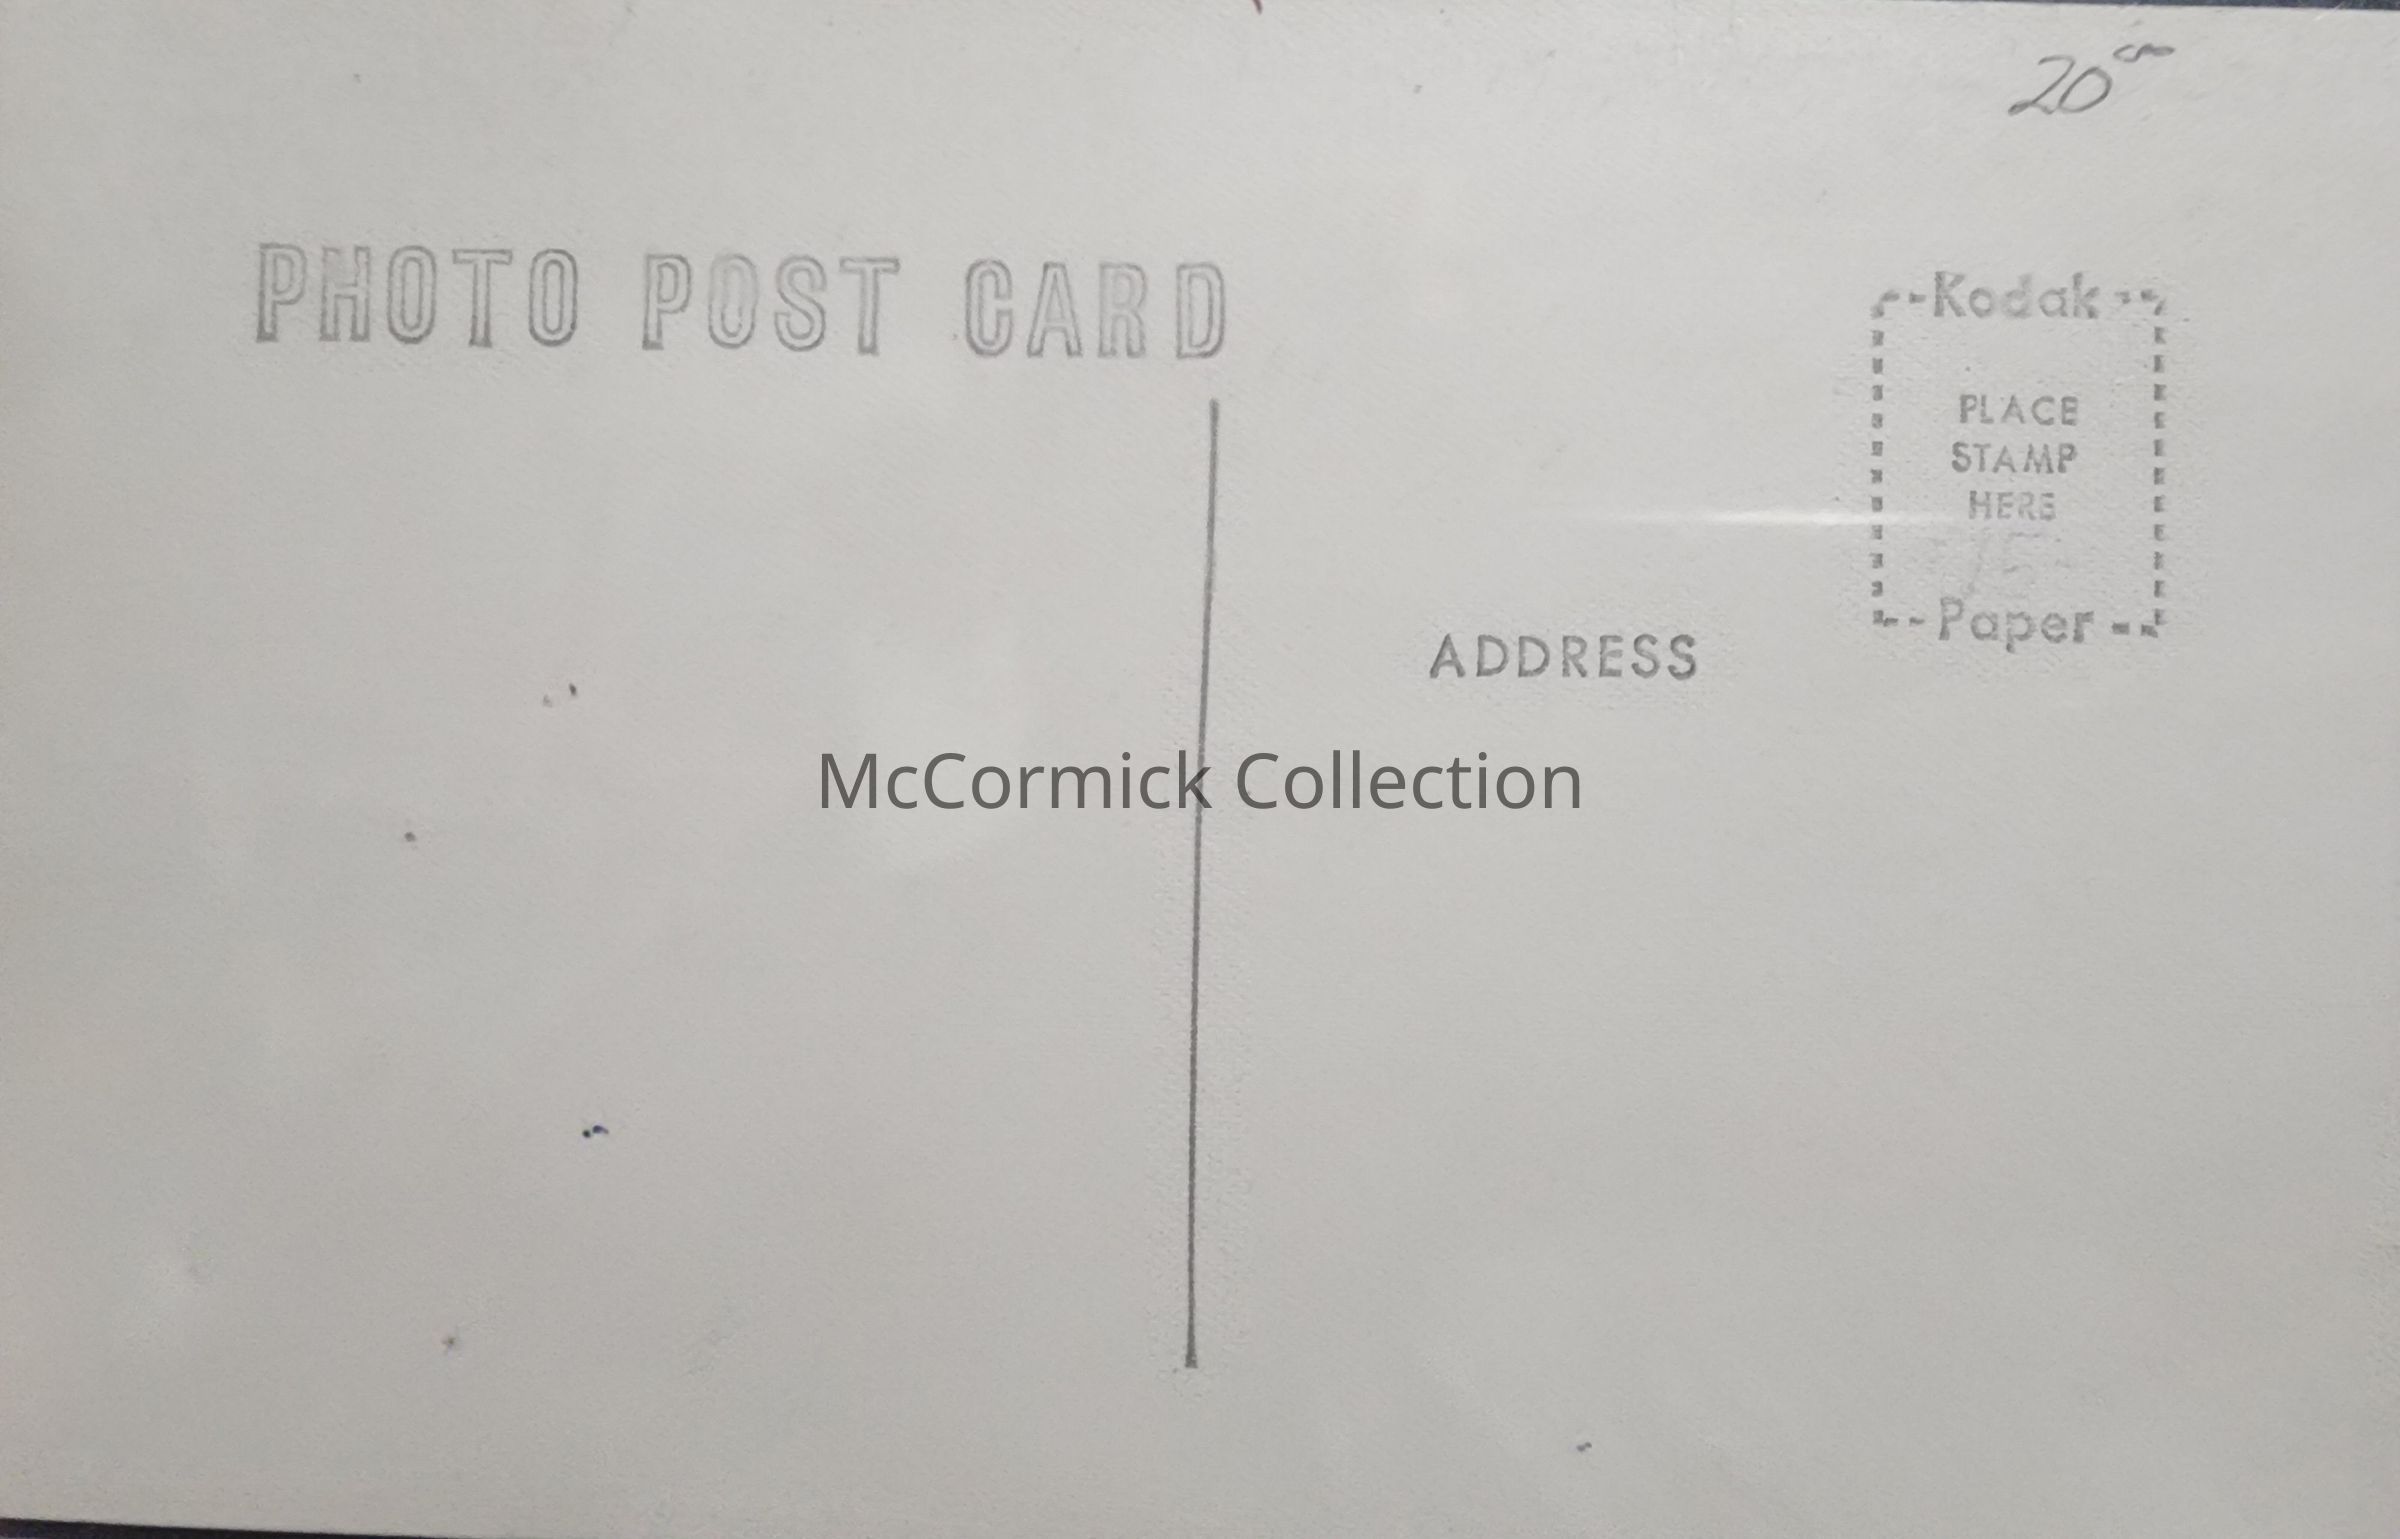 20
PHOTO POST CARD
Kodak
PLACE
STAMP
HERE
Paper
ADDRESS
McCormick Collection